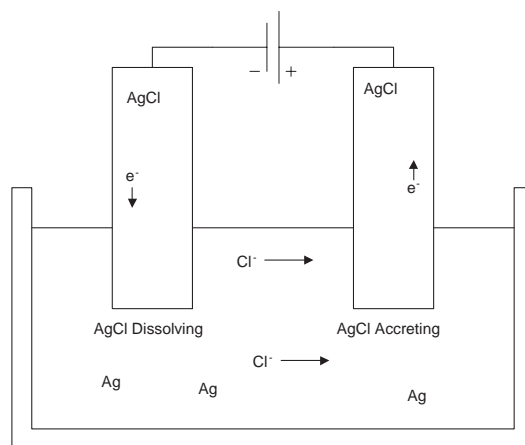 − +
AgCl
AgCl
e⁻
e⁻
Cl⁻
AgCl Dissolving
AgCl Accreting
Cl⁻
Ag
Ag
Ag